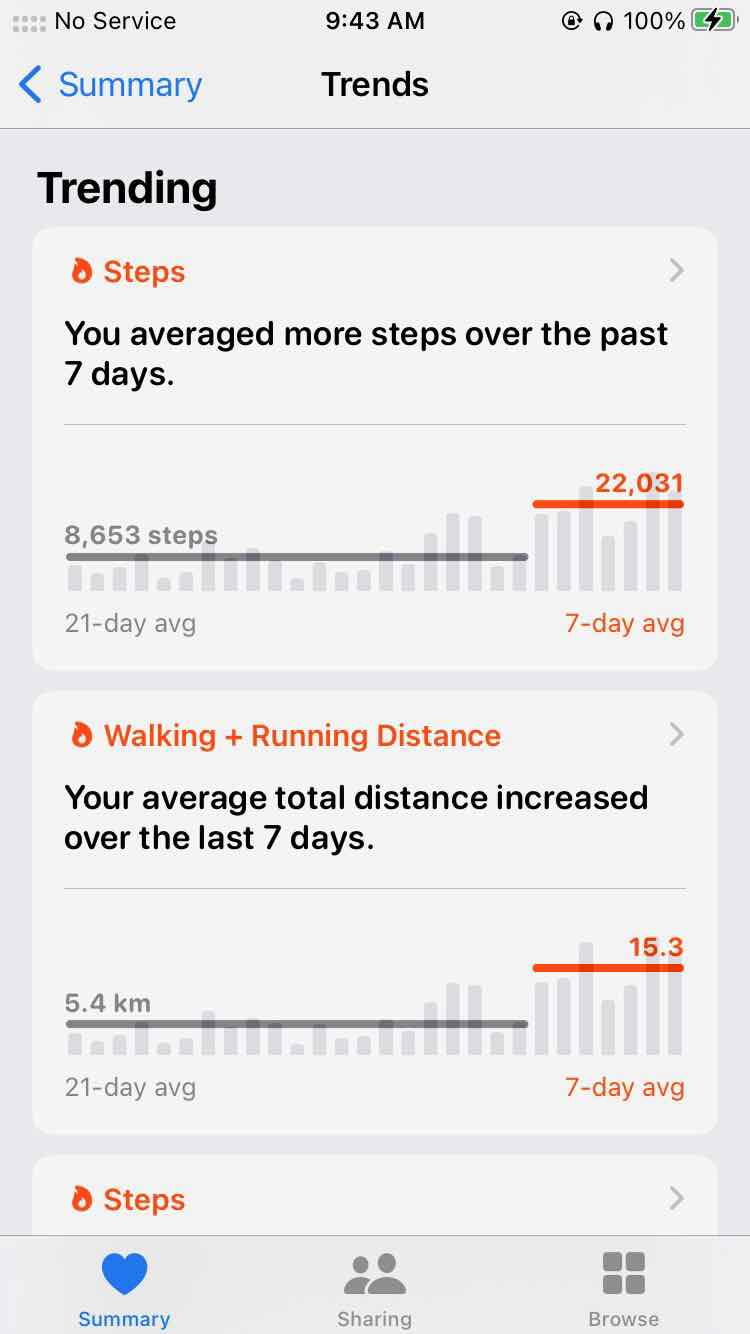 No Service 9:43 AM 100%
Summary Trends
Trending
Steps
You averaged more steps over the past
7 days.
22,031
8,653 steps
21-day avg 7-day avg
Walking + Running Distance
Your average total distance increased
over the last 7 days.
15.3
5.4 km
21-day avg 7-day avg
Steps
Summary Sharing Browse